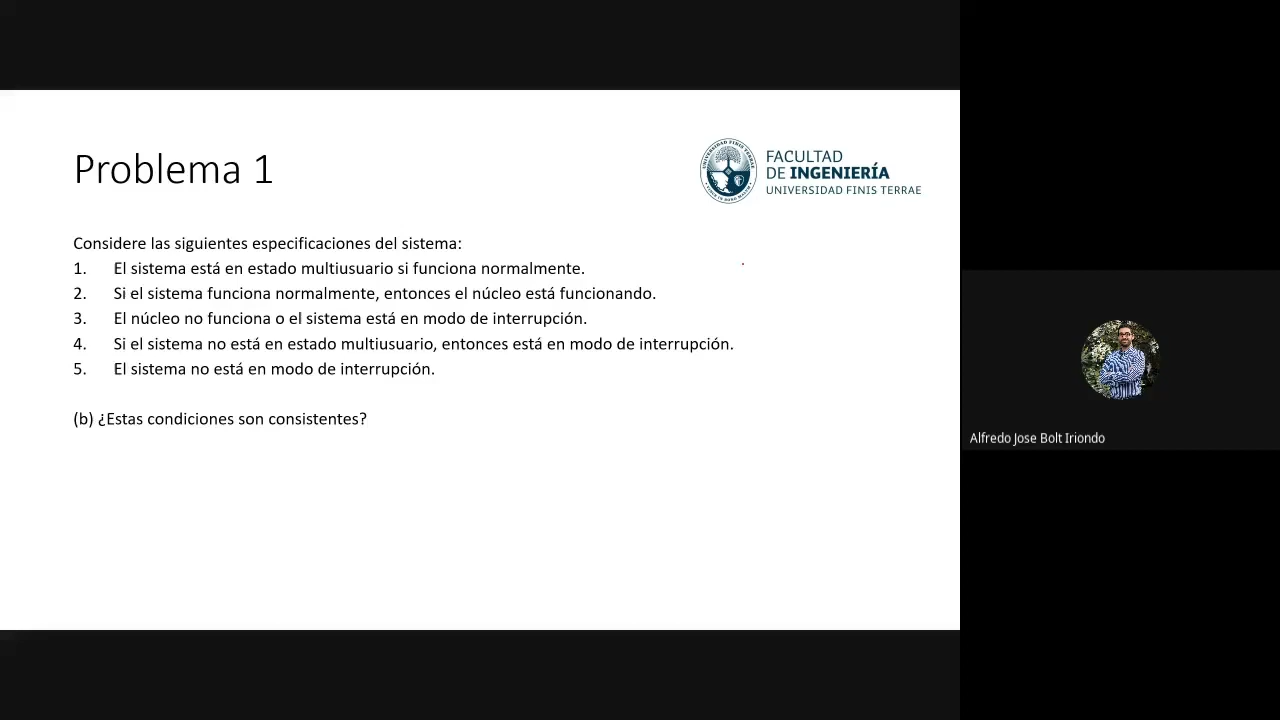 Problema 1
FACULTAD
DE INGENIERÍA
UNIVERSIDAD FINIS TERRAE
Considere las siguientes especificaciones del sistema:
1. El sistema está en estado multiusuario si funciona normalmente.
2. Si el sistema funciona normalmente, entonces el núcleo está funcionando.
3. El núcleo no funciona o el sistema está en modo de interrupción.
4. Si el sistema no está en estado multiusuario, entonces está en modo de interrupción.
5. El sistema no está en modo de interrupción.
(b) ¿Estas condiciones son consistentes?
Alfredo Jose Bolt Iriondo